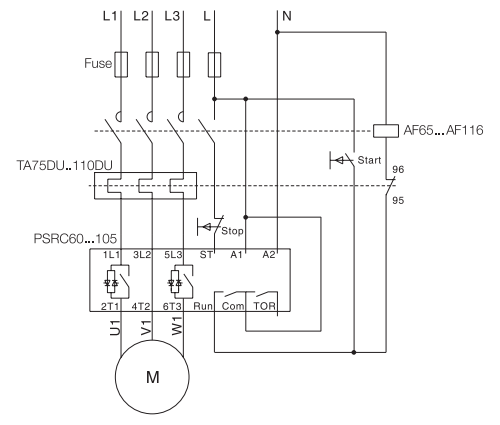 L1 L2 L3 L N
Fuse
AF65...AF116
Start
TA75DU...110DU
96
95
Stop
PSRC60...105
1L1 3L2 5L3 ST A1 A2
2T1 4T2 6T3 Run Com TOR
U1 V1 W1
M